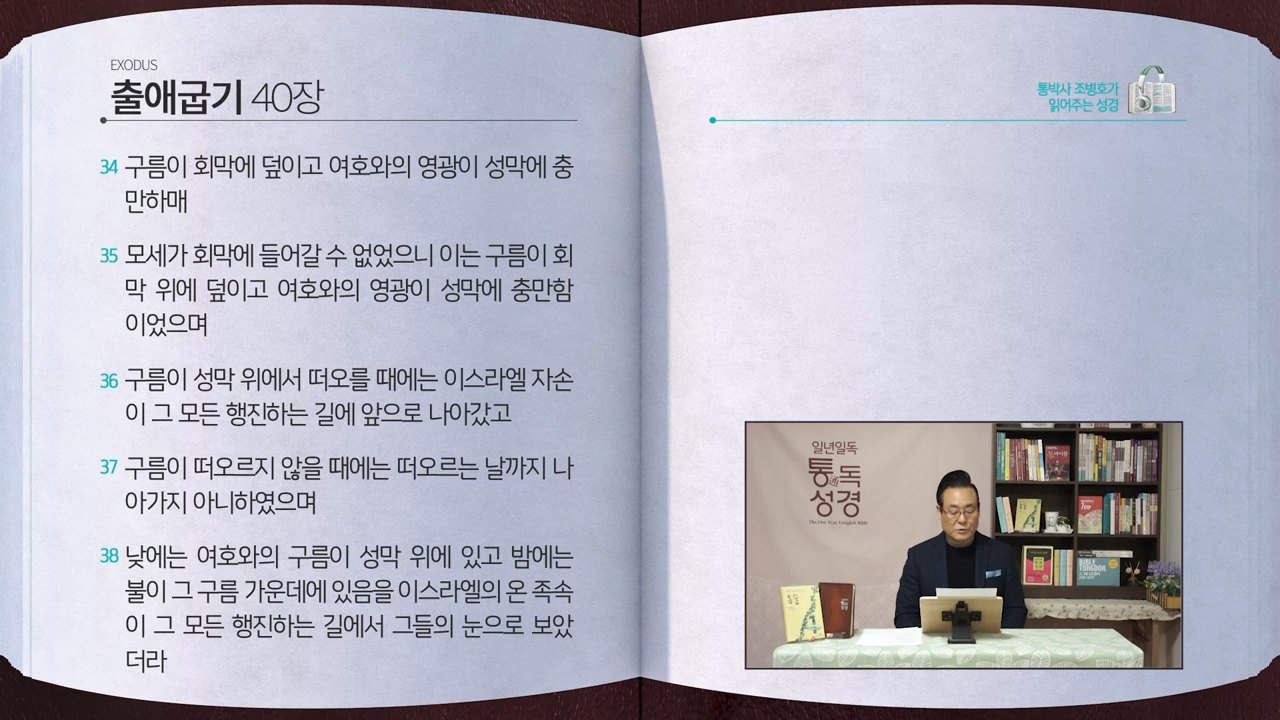 EXODUS
출애굽기 40장
34 구름이 회막에 덮이고 여호와의 영광이 성막에 충
만하매
35 모세가 회막에 들어갈 수 없었으니 이는 구름이 회
막 위에 덮이고 여호와의 영광이 성막에 충만함
이었으며
36 구름이 성막 위에서 떠오를 때에는 이스라엘 자손
이 그 모든 행진하는 길에 앞으로 나아갔고
37 구름이 떠오르지 않을 때에는 떠오르는 날까지 나
아가지 아니하였으며
38 낮에는 여호와의 구름이 성막 위에 있고 밤에는
불이 그 구름 가운데에 있음을 이스라엘의 온 족속
이 그 모든 행진하는 길에서 그들의 눈으로 보았
더라
통박사 조병호가
읽어주는 성경
일년일독
통독
성경
The One Year Tongdok Bible
BIBLE
TONGDOK